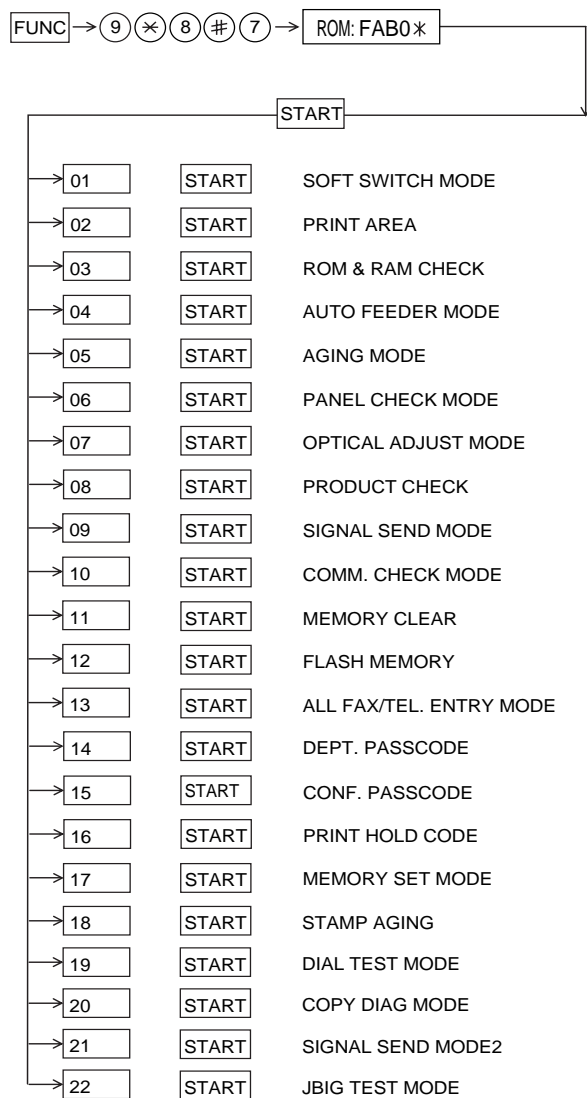 FUNC 9 * 8 # 7 ROM: FAB0*
START
01 START SOFT SWITCH MODE
02 START PRINT AREA
03 START ROM & RAM CHECK
04 START AUTO FEEDER MODE
05 START AGING MODE
06 START PANEL CHECK MODE
07 START OPTICAL ADJUST MODE
08 START PRODUCT CHECK
09 START SIGNAL SEND MODE
10 START COMM. CHECK MODE
11 START MEMORY CLEAR
12 START FLASH MEMORY
13 START ALL FAX/TEL. ENTRY MODE
14 START DEPT. PASSCODE
15 START CONF. PASSCODE
16 START PRINT HOLD CODE
17 START MEMORY SET MODE
18 START STAMP AGING
19 START DIAL TEST MODE
20 START COPY DIAG MODE
21 START SIGNAL SEND MODE2
22 START JBIG TEST MODE